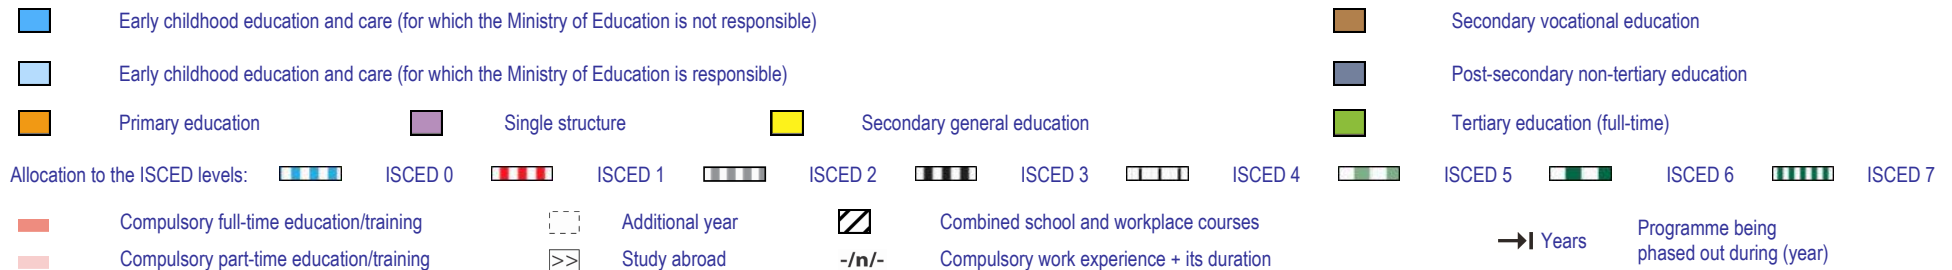 Early childhood education and care (for which the Ministry of Education is not responsible)
Secondary vocational education
Early childhood education and care (for which the Ministry of Education is responsible)
Post-secondary non-tertiary education
Primary education
Single structure
Secondary general education
Tertiary education (full-time)
Allocation to the ISCED levels:
ISCED 0
ISCED 1
ISCED 2
ISCED 3
ISCED 4
ISCED 5
ISCED 6
ISCED 7
Compulsory full-time education/training
Additional year
Combined school and workplace courses
Years
Programme being
phased out during (year)
Compulsory part-time education/training
>>
Study abroad
-/n/-
Compulsory work experience + its duration